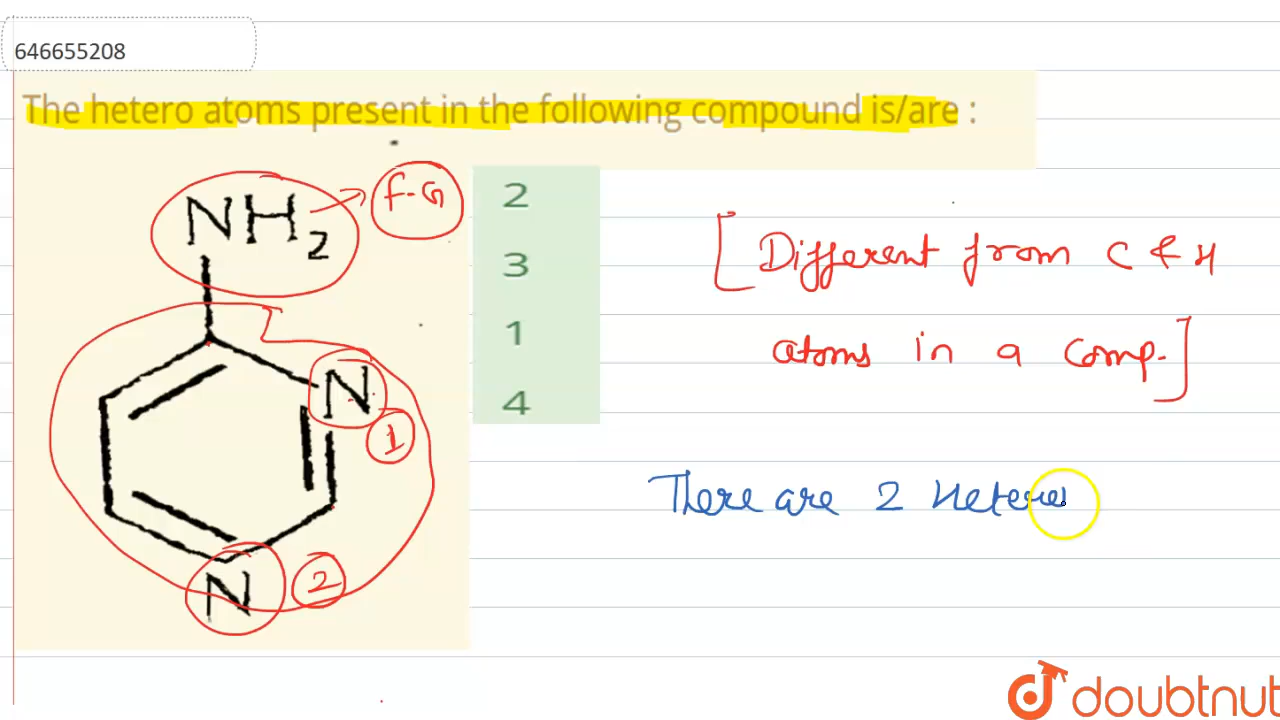 646655208
The hetero atoms present in the following compound is/are :
NH2
f-G
N
1
N
2
2
3
1
4
[Different from C & H
atoms in a comp.]
There are 2 Hetero
doubtnut